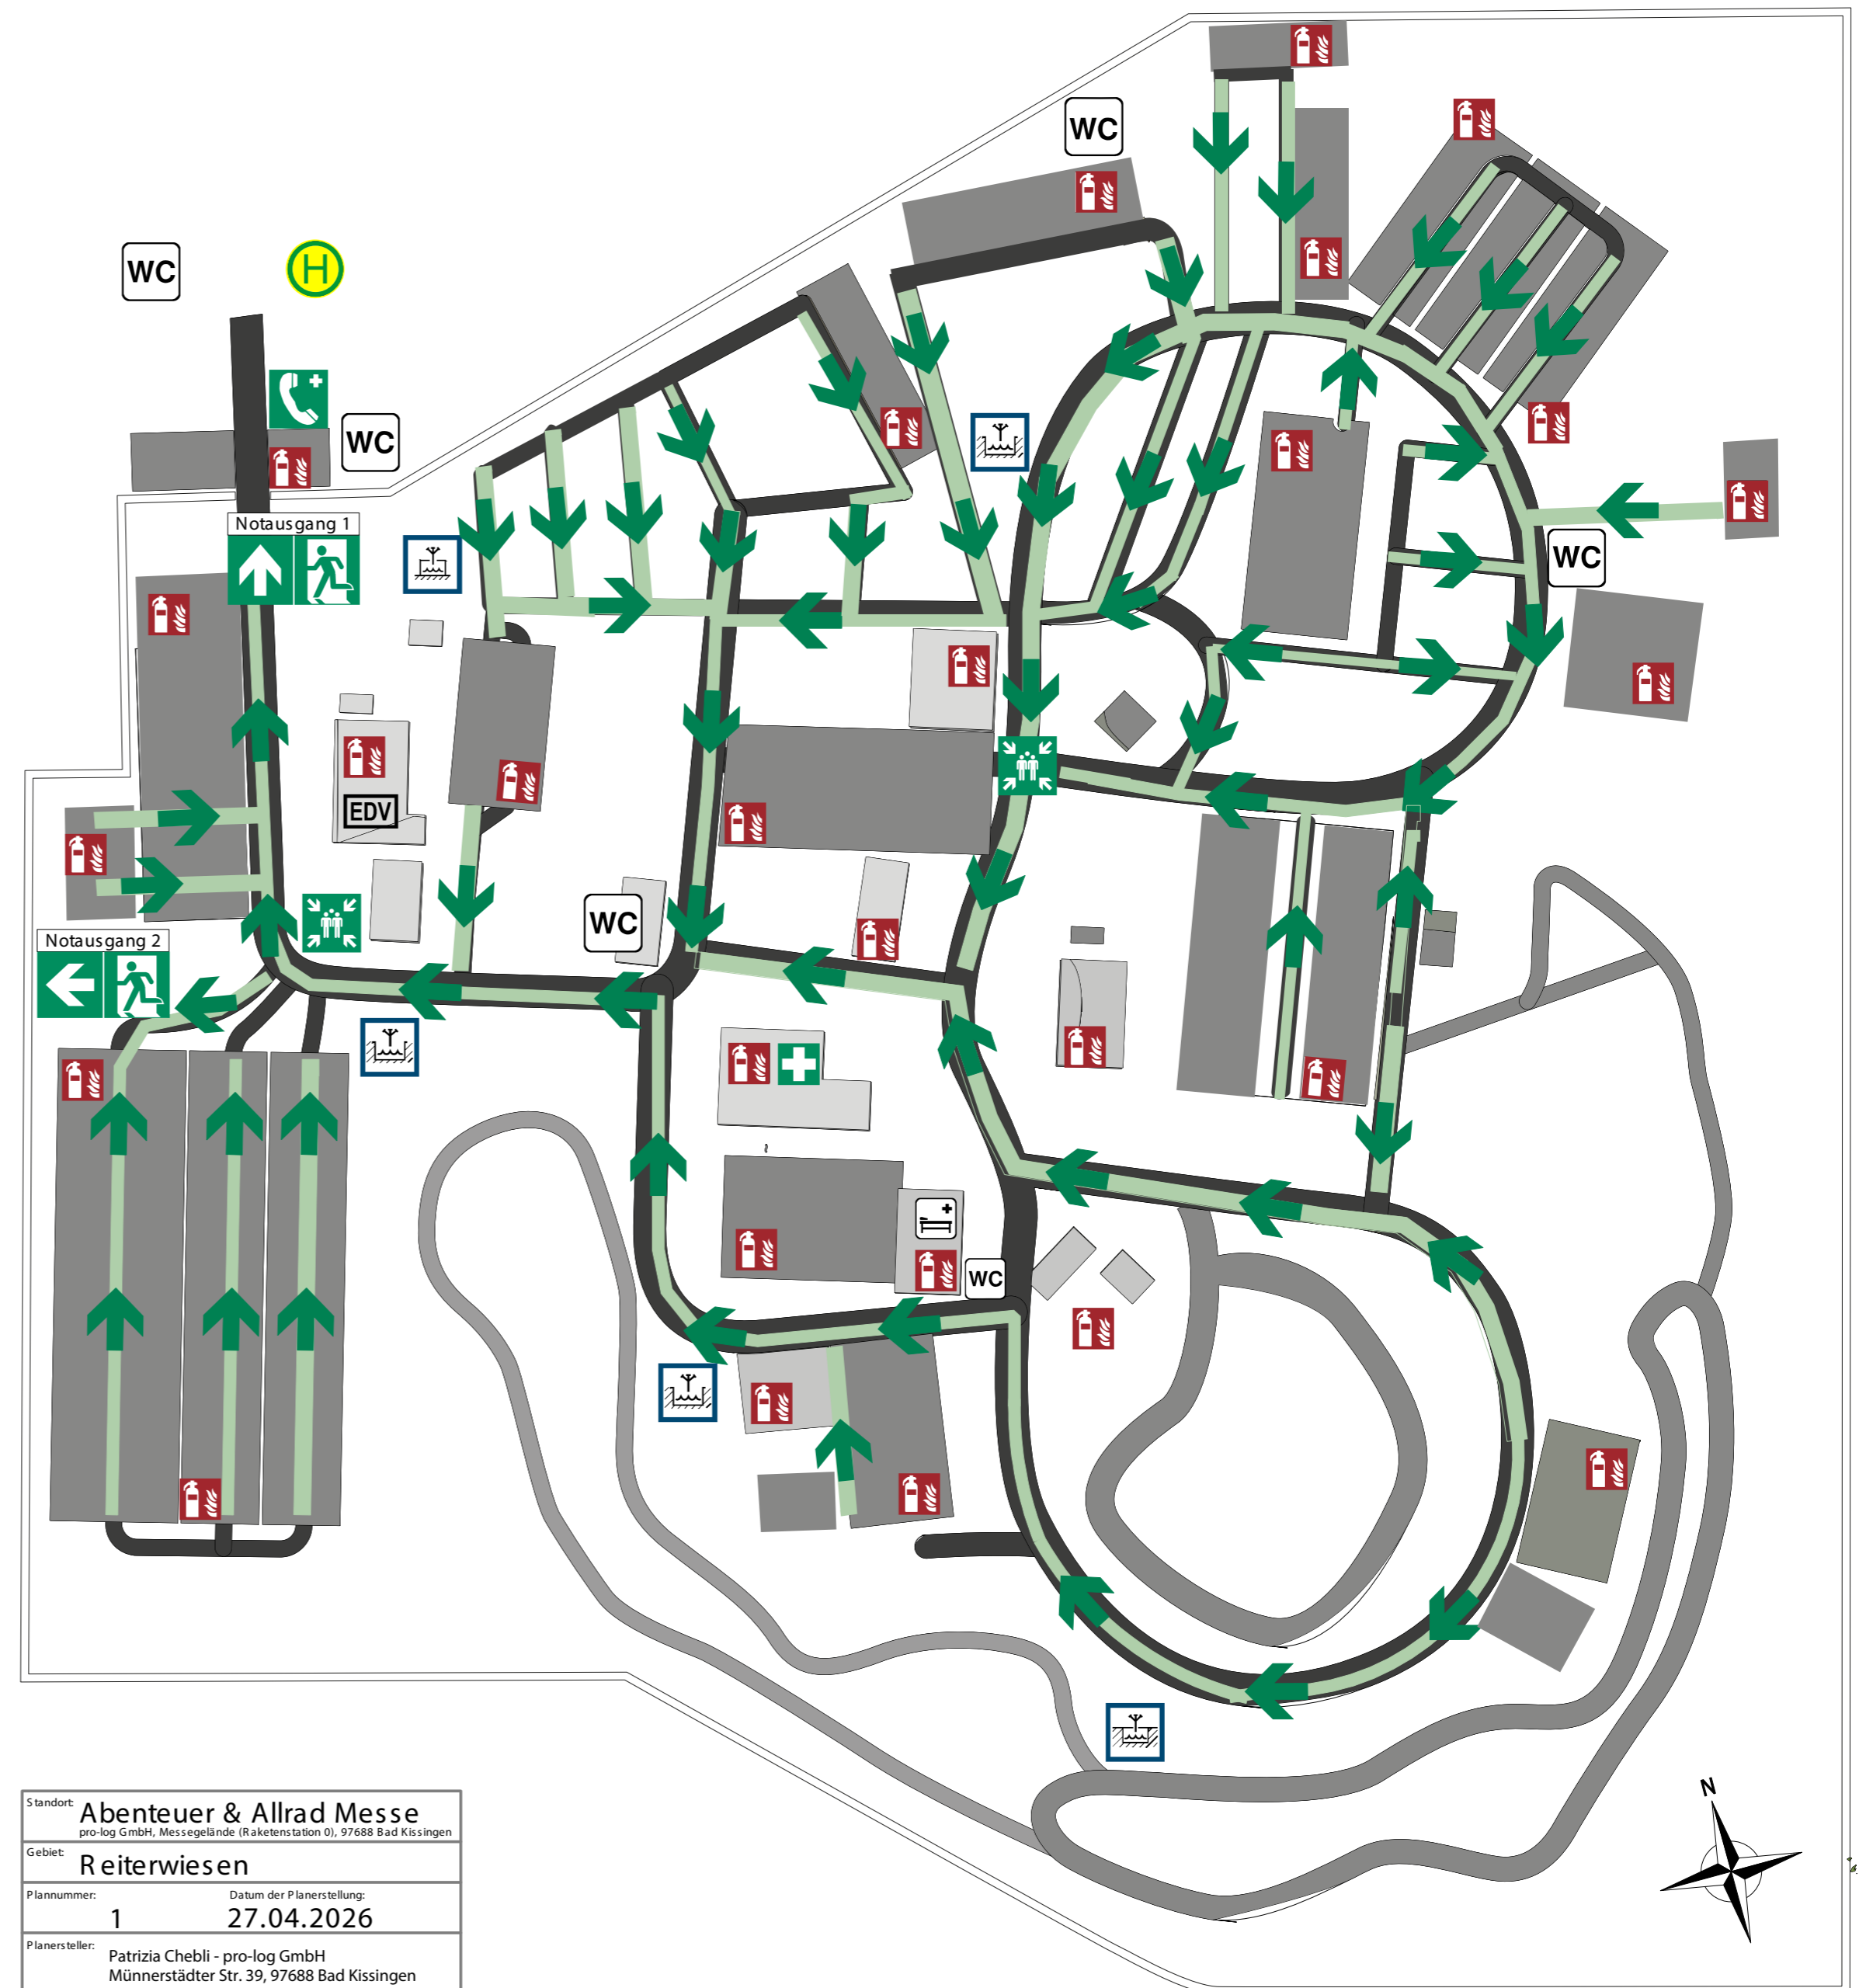 WC
WC
H
WC
Notausgang 1
WC
EDV
WC
Notausgang 2
WC
N
Standort:
Abenteuer & Allrad Messe
pro-log GmbH, Messegelände (Raketenstation 0), 97688 Bad Kissingen
Gebiet:
Reiterwiesen
Plannummer:
Datum der Planerstellung:
1
27.04.2026
Planersteller:
Patrizia Chebli - pro-log GmbH
Münnerstädter Str. 39, 97688 Bad Kissingen